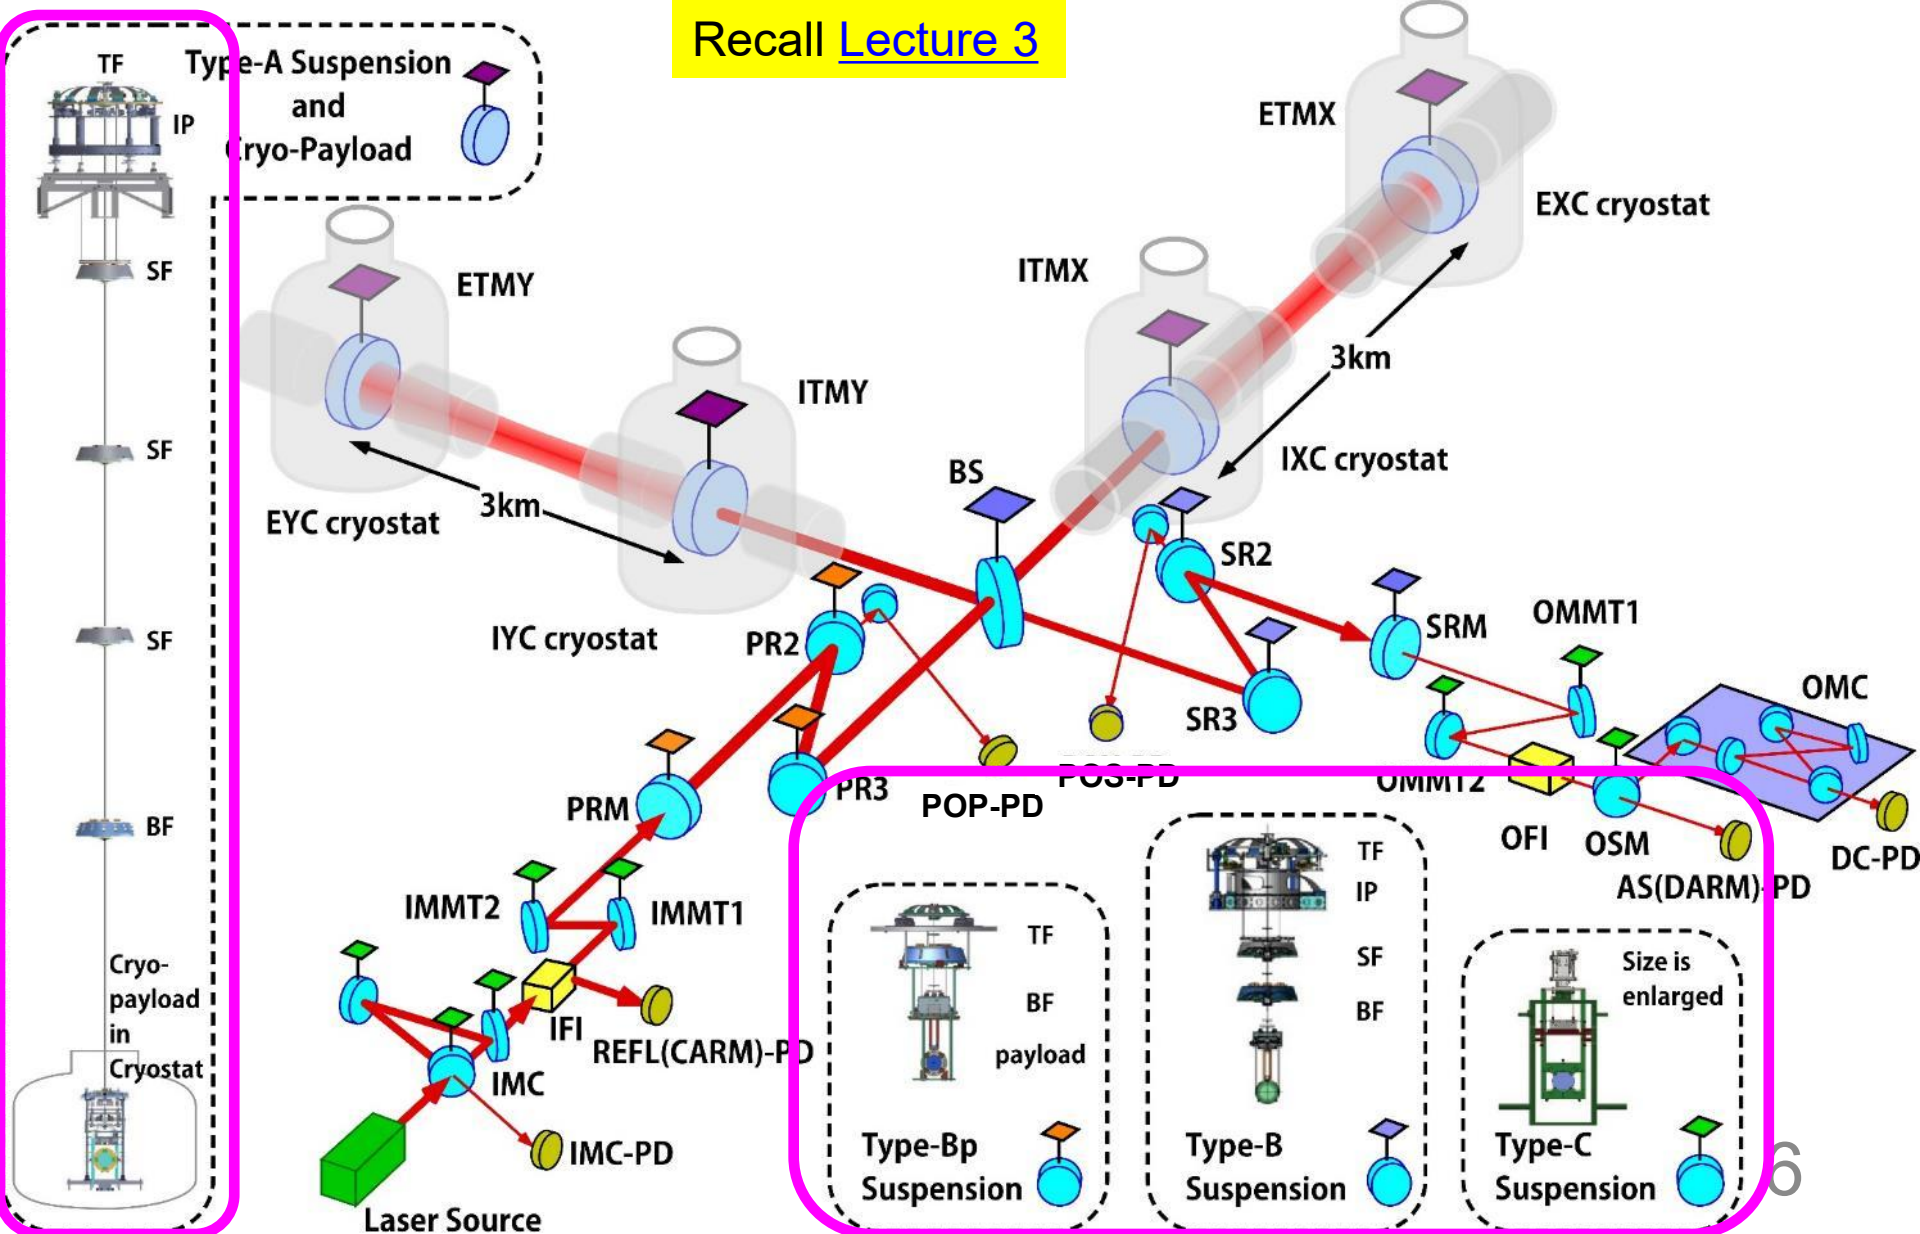 Recall Lecture 3
TF
IP
SF
SF
SF
BF
Cryo-
payload
in
Cryostat
Type-A Suspension
and
Cryo-Payload
ETMY
EYC cryostat
3km
ITMY
IYC cryostat
ETMX
EXC cryostat
ITMX
3km
IXC cryostat
BS
SR2
SRM
OMMT1
SR3
OMC
PR2
PR3
PRM
POS-PD
POP-PD
OMMT2
OFI
OSM
AS(DARM)-PD
DC-PD
IMMT2
IMMT1
IFI
REFL(CARM)-PD
IMC
IMC-PD
Laser Source
TF
BF
payload
Type-Bp
Suspension
TF
IP
SF
BF
Type-B
Suspension
Size is
enlarged
Type-C
Suspension
6